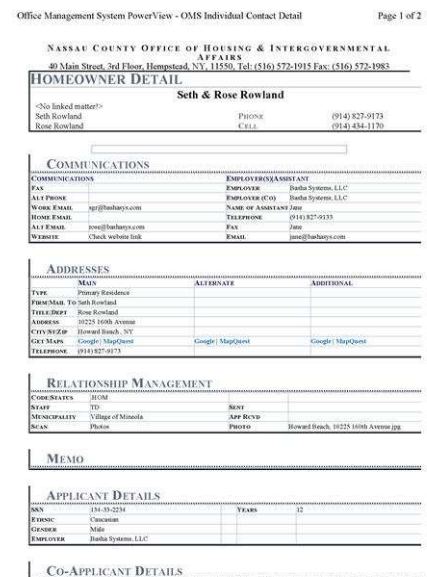 Office Management System PowerView - OMS Individual Contact Detail Page 1 of 2
NASSAU COUNTY OFFICE OF HOUSING & INTERGOVERNMENTAL
AFFAIRS
40 Main Street, 3rd Floor, Hempstead, NY, 11550, Tel: (516) 572-1915 Fax: (516) 572-1983
HOMEOWNER DETAIL
Seth & Rose Rowland
<No linked matter!>
Seth Rowland PHONE (914) 827-9173
Rose Rowland CELL (914) 434-1170
COMMUNICATIONS
COMMUNICATIONS EMPLOYER(S)|ASSISTANT
FAX EMPLOYER Basha Systems, LLC
ALT PHONE EMPLOYER (CO) Basha Systems, LLC
WORK EMAIL sgr@bashasys.com NAME OF ASSISTANT Jane
HOME EMAIL TELEPHONE (914) 827-9133
ALT EMAIL rose@bashasys.com FAX Jane
WEBSITE Check website link EMAIL jane@bashasys.com
ADDRESSES
MAIN ALTERNATE ADDITIONAL
TYPE Primary Residence
FIRM|MAIL TO Seth Rowland
TITLE|DEPT Rose Rowland
ADDRESS 10225 160th Avenue
CITY|ST|ZIP Howard Beach, NY
GET MAPS Google | MapQuest Google | MapQuest Google | MapQuest
TELEPHONE (914) 827-9173
RELATIONSHIP MANAGEMENT
CODE|STATUS .HOM
STAFF TD SENT
MUNICIPALITY Village of Mineola APP RCVD
SCAN Photos PHOTO Howard Beach, 10225 160th Avenue.jpg
MEMO
APPLICANT DETAILS
SSN 134-33-2234 YEARS 12
ETHNIC Caucasian
GENDER Male
EMPLOYER Basha Systems, LLC
CO-APPLICANT DETAILS